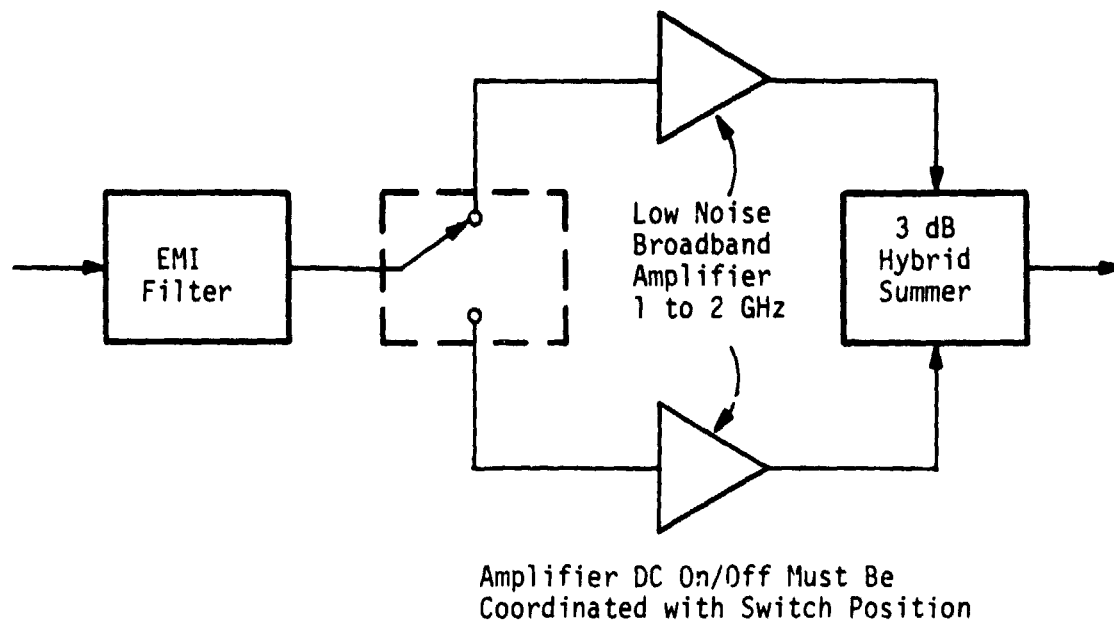 EMI
Filter
Low Noise
Broadband
Amplifier
1 to 2 GHz
3 dB
Hybrid
Summer
Amplifier DC On/Off Must Be
Coordinated with Switch Position